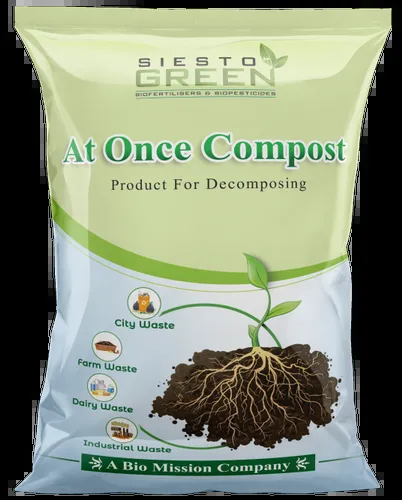 SIESTO
GREEN
BIOFERTILISERS & BIOPESTICIDES
At Once Compost
Product For Decomposing
City Waste
Farm Waste
Dairy Waste
Industrial Waste
A Bio Mission Company